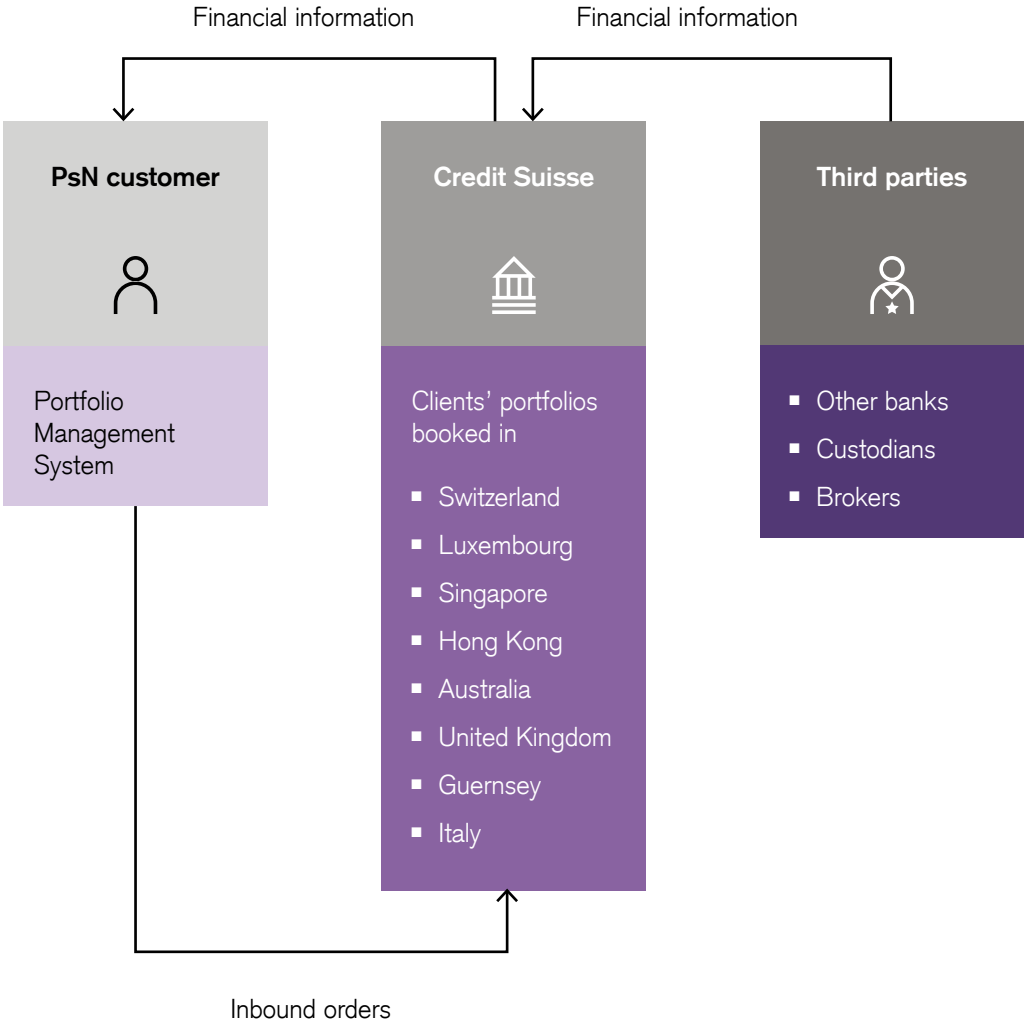 Financial information
Financial information
PsN customer
Portfolio
Management
System
Credit Suisse
Clients’ portfolios
booked in
Switzerland
Luxembourg
Singapore
Hong Kong
Australia
United Kingdom
Guernsey
Italy
Third parties
Other banks
Custodians
Brokers
Inbound orders